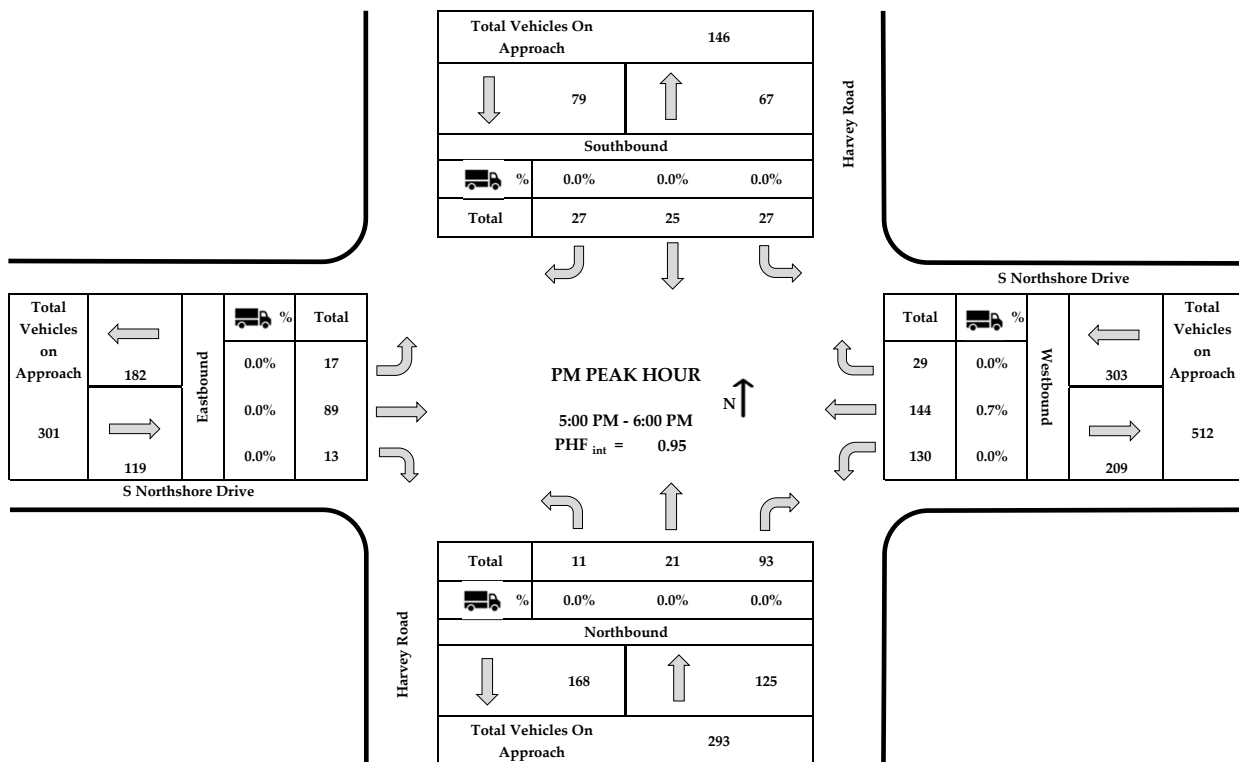 Total Vehicles On
Approach
146
79
67
Southbound
% 0.0% 0.0% 0.0%
Total 27 25 27
Harvey Road
S Northshore Drive
Total
Vehicles
on
Approach
301
182
119
Eastbound
% Total
0.0% 17
0.0% 89
0.0% 13
S Northshore Drive
PM PEAK HOUR
N
5:00 PM - 6:00 PM
PHF int = 0.95
Total %
29 0.0%
144 0.7%
130 0.0%
Westbound
303
209
Total
Vehicles
on
Approach
512
Total 11 21 93
% 0.0% 0.0% 0.0%
Northbound
168
125
Total Vehicles On
Approach
293
Harvey Road